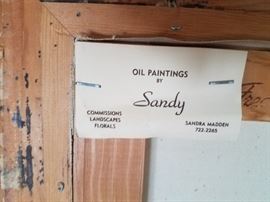 OIL PAINTINGS
BY
Sandy
COMMISSIONS
LANDSCAPES
FLORALS
SANDRA MADDEN
722-2265